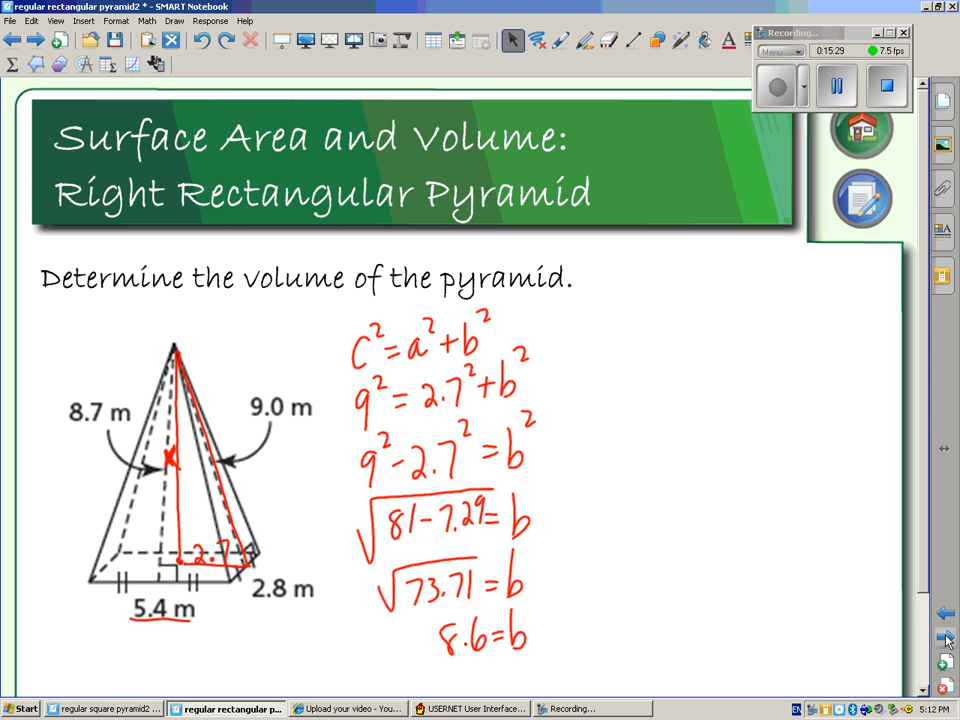 regular rectangular pyramid2 * - SMART Notebook
File Edit View Insert Format Math Draw Response Help
Recording...
Menu
0:15:29
7.5 fps
Surface Area and Volume:
Right Rectangular Pyramid
Determine the volume of the pyramid.
8.7 m
9.0 m
x
2.7
5.4 m
2.8 m
c² = a² + b²
9² = 2.7² + b²
9² - 2.7² = b²
√81 - 7.29 = b
√73.71 = b
8.6 = b
Start
regular square pyramid2 ...
regular rectangular p...
Upload your video - Yo...
USERNET User Interface...
Recording...
EN
5:12 PM